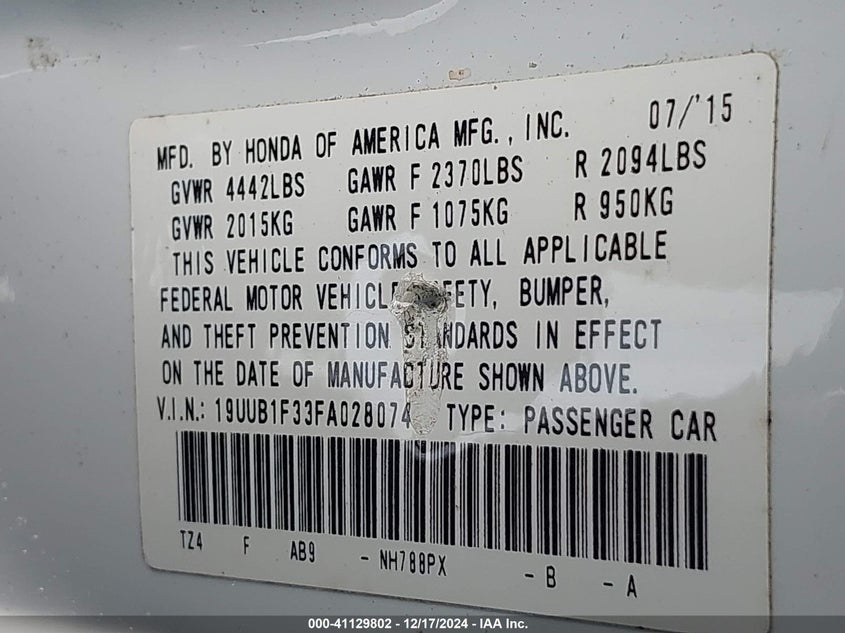 07/'15
MFD. BY HONDA OF AMERICA MFG., INC.
GVWR 4442LBS GAWR F 2370LBS R 2094LBS
GVWR 2015KG GAWR F 1075KG R 950KG
THIS VEHICLE CONFORMS TO ALL APPLICABLE
FEDERAL MOTOR VEHICLE SAFETY, BUMPER,
AND THEFT PREVENTION STANDARDS IN EFFECT
ON THE DATE OF MANUFACTURE SHOWN ABOVE.
V.I.N.: 19UUB1F33FA028074 TYPE: PASSENGER CAR
TZ4 F AB9 - NH788PX - B - A
000-41129802 - 12/17/2024 - IAA Inc.